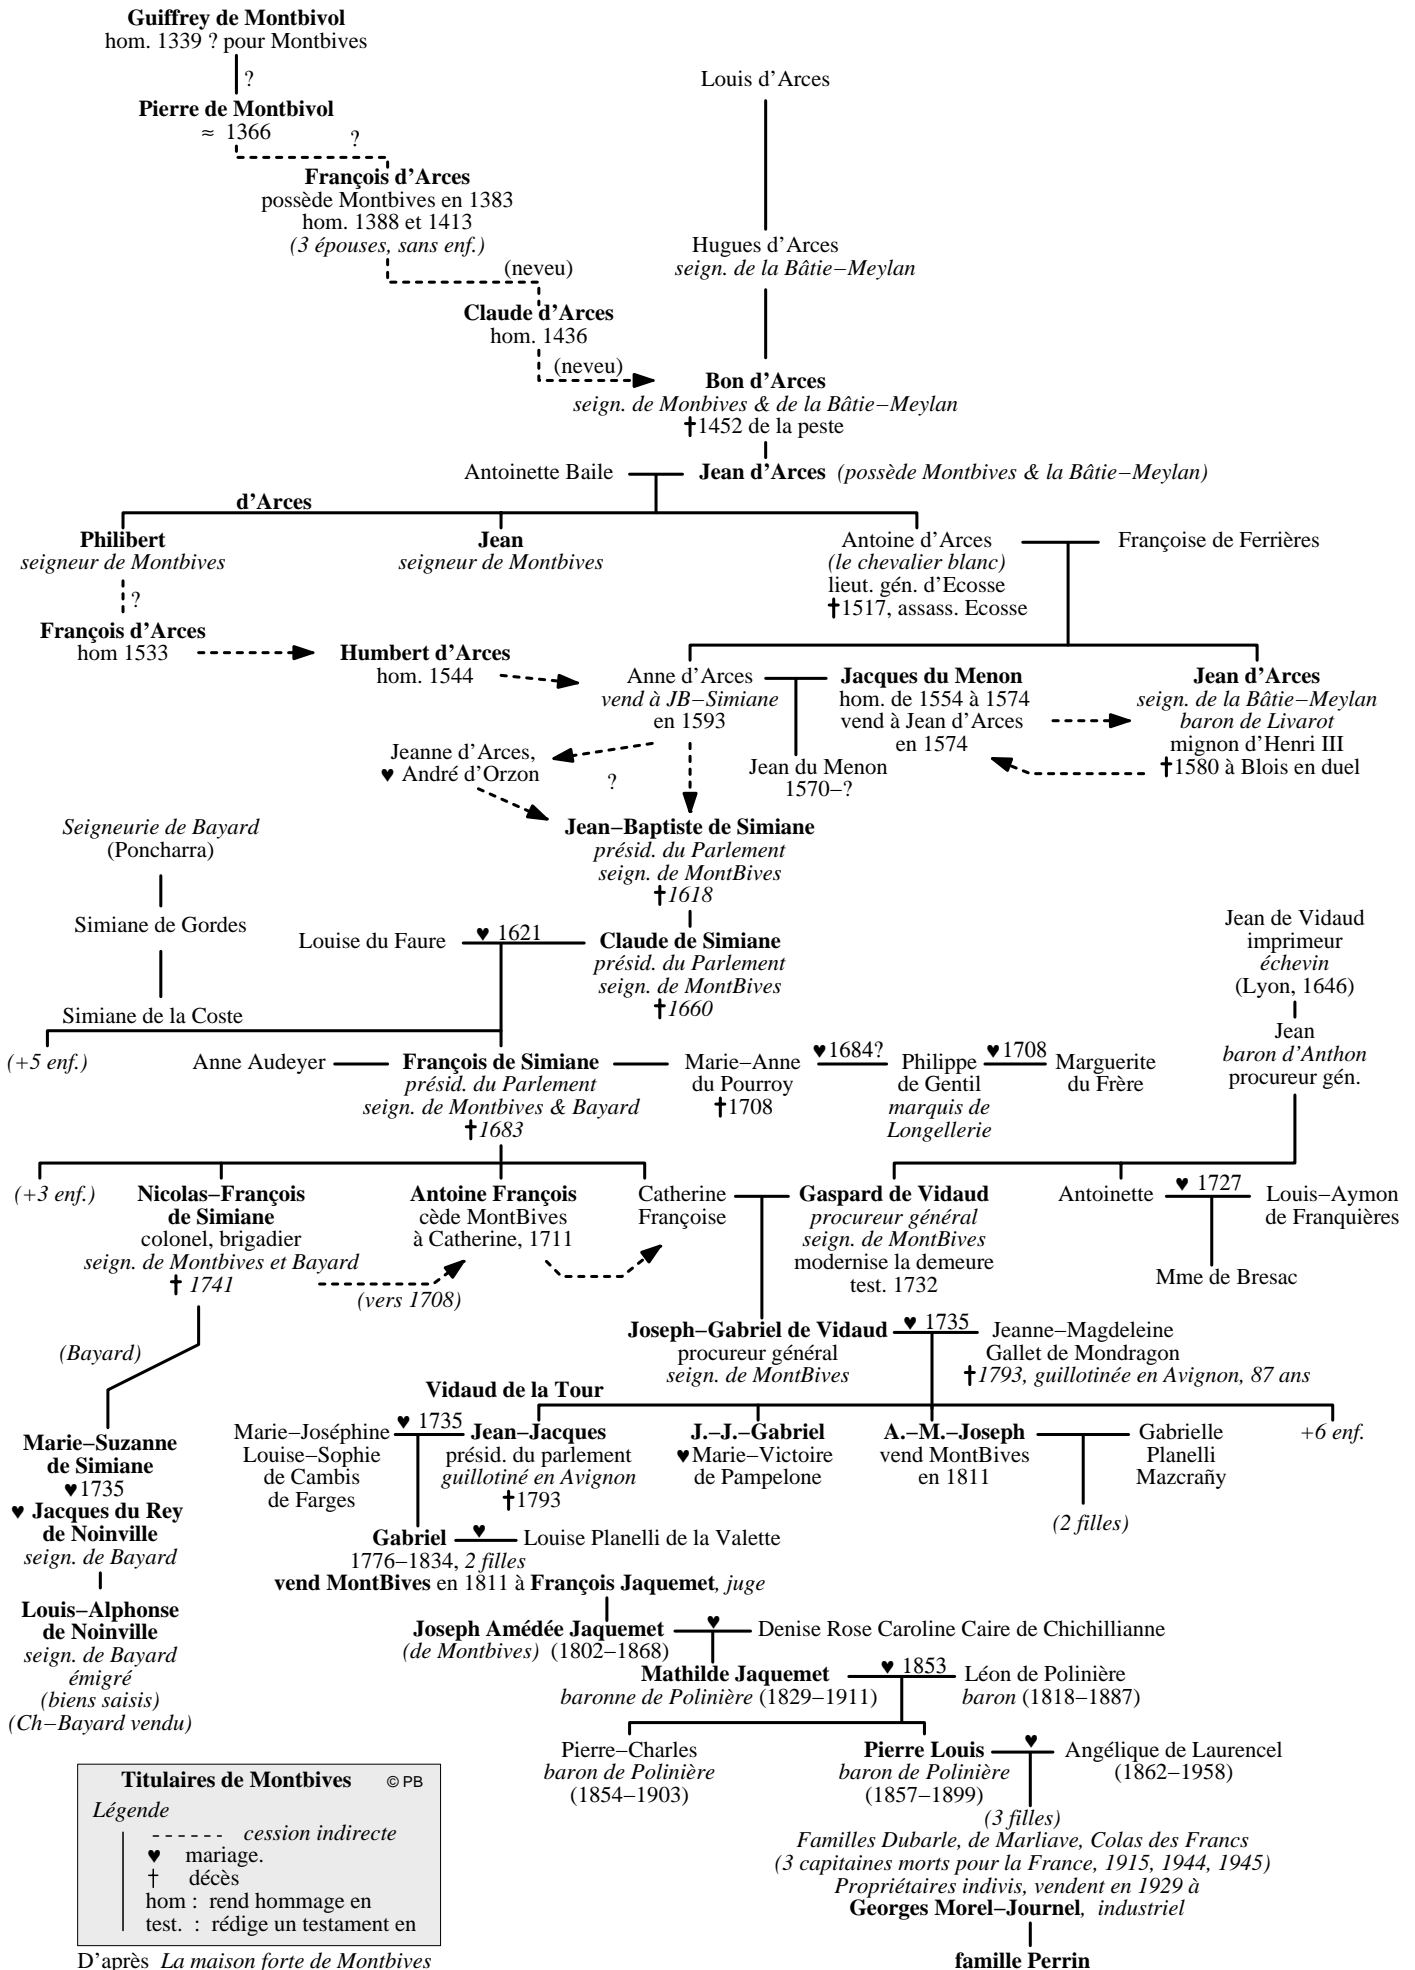 Guiffrey de Montbivol
hom. 1339 ? pour Montbives
?
Louis d'Arces
Pierre de Montbivol
≈ 1366
?
François d'Arces
possède Montbives en 1383
hom. 1388 et 1413
(3 épouses, sans enf.)
Hugues d'Arces
seign. de la Bâtie−Meylan
(neveu)
Claude d'Arces
hom. 1436
(neveu)
Bon d'Arces
seign. de Monbives & de la Bâtie−Meylan
✝1452 de la peste
Antoinette Baile
Jean d'Arces (possède Montbives & la Bâtie−Meylan)
d'Arces
Philibert
seigneur de Montbives
Jean
seigneur de Montbives
Antoine d'Arces
(le chevalier blanc)
lieut. gén. d'Ecosse
✝1517, assass. Ecosse
Françoise de Ferrières
?
François d'Arces
hom 1533
Humbert d'Arces
hom. 1544
Anne d'Arces
vend à JB−Simiane
en 1593
Jacques du Menon
hom. de 1554 à 1574
vend à Jean d'Arces
en 1574
Jean d'Arces
seign. de la Bâtie−Meylan
baron de Livarot
mignon d'Henri III
✝1580 à Blois en duel
Jeanne d'Arces,
♥ André d'Orzon
?
Jean du Menon
1570−?
Seigneurie de Bayard
(Poncharra)
Jean−Baptiste de Simiane
présid. du Parlement
seign. de MontBives
✝1618
Simiane de Gordes
Louise du Faure
♥ 1621
Claude de Simiane
présid. du Parlement
seign. de MontBives
✝1660
Jean de Vidaud
imprimeur
échevin
(Lyon, 1646)
Simiane de la Coste
(+5 enf.)
Anne Audeyer
François de Simiane
présid. du Parlement
seign. de Montbives & Bayard
✝1683
Marie−Anne
du Pourroy
✝1708
♥1684?
Philippe
de Gentil
marquis de
Longellerie
♥1708
Marguerite
du Frère
Jean
baron d'Anthon
procureur gén.
(+3 enf.)
Nicolas−François
de Simiane
colonel, brigadier
seign. de Montbives et Bayard
✝ 1741
(vers 1708)
Antoine François
cède MontBives
à Catherine, 1711
Catherine
Françoise
Gaspard de Vidaud
procureur général
seign. de MontBives
modernise la demeure
test. 1732
Antoinette
♥ 1727
Louis−Aymon
de Franquières
Mme de Bresac
(Bayard)
Joseph−Gabriel de Vidaud
procureur général
seign. de MontBives
♥ 1735
Jeanne−Magdeleine
Gallet de Mondragon
✝1793, guillotinée en Avignon, 87 ans
Vidaud de la Tour
Marie−Suzanne
de Simiane
♥1735
♥ Jacques du Rey
de Noinville
seign. de Bayard
Marie−Joséphine
Louise−Sophie
de Cambis
de Farges
♥ 1735
Jean−Jacques
présid. du parlement
guillotiné en Avignon
✝1793
J.−J.−Gabriel
♥Marie−Victoire
de Pampelone
A.−M.−Joseph
vend MontBives
en 1811
Gabrielle
Planelli
Mazcrañy
+6 enf.
(2 filles)
Gabriel
1776−1834, 2 filles
♥
Louise Planelli de la Valette
vend MontBives en 1811 à François Jaquemet, juge
Louis−Alphonse
de Noinville
seign. de Bayard
émigré
(biens saisis)
(Ch−Bayard vendu)
Joseph Amédée Jaquemet
(de Montbives) (1802−1868)
♥
Denise Rose Caroline Caire de Chichillianne
Mathilde Jaquemet
baronne de Polinière (1829−1911)
♥ 1853
Léon de Polinière
baron (1818−1887)
Pierre−Charles
baron de Polinière
(1854−1903)
Pierre Louis
baron de Polinière
(1857−1899)
♥
Angélique de Laurencel
(1862−1958)
(3 filles)
Familles Dubarle, de Marliave, Colas des Francs
(3 capitaines morts pour la France, 1915, 1944, 1945)
Propriétaires indivis, vendent en 1929 à
Georges Morel−Journel, industriel
famille Perrin
Titulaires de Montbives © PB
Légende
cession indirecte
♥ mariage.
† décès
hom : rend hommage en
test. : rédige un testament en
D'après La maison forte de Montbives